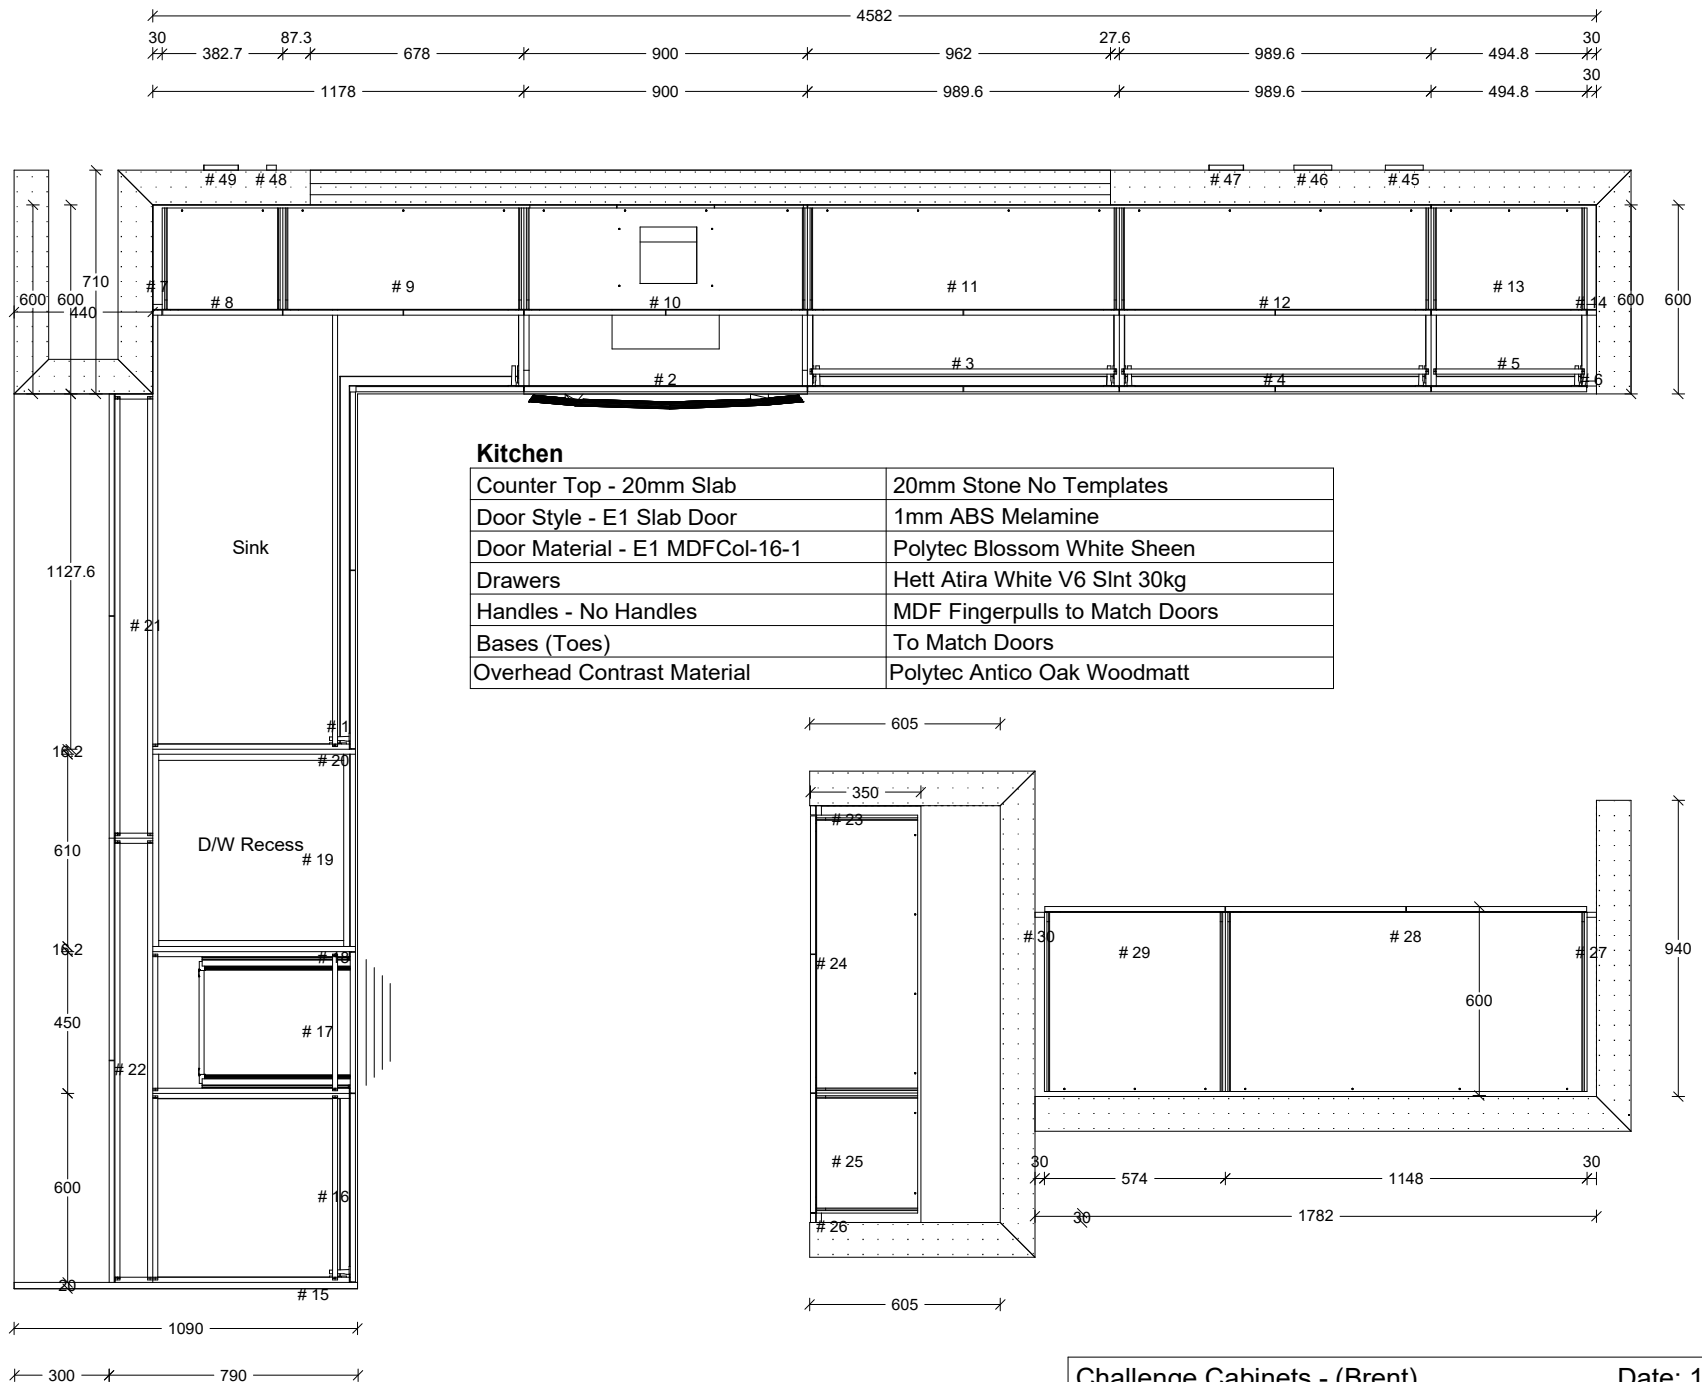 4582
30 382.7 87.3 678 900 962 27.6 989.6 494.8 30
1178 900 989.6 989.6 494.8 30
# 49 # 48 # 47 # 46 # 45
710
600 600 440
# 7 # 8 # 9 # 10 # 11 # 12 # 13 # 14 600 600
# 2 # 3 # 4 # 5 # 6
Kitchen
Counter Top - 20mm Slab 20mm Stone No Templates
Door Style - E1 Slab Door 1mm ABS Melamine
Door Material - E1 MDFCol-16-1 Polytec Blossom White Sheen
Drawers Hett Atira White V6 Slnt 30kg
Handles - No Handles MDF Fingerpulls to Match Doors
Bases (Toes) To Match Doors
Overhead Contrast Material Polytec Antico Oak Woodmatt
Sink
1127.6
# 21
# 1
16.2
# 20
D/W Recess
610
# 19
16.2
# 18
450
# 17
# 22
600
# 16
20
# 15
1090
300 790
605
350
# 23
# 24
# 25
# 26
605
# 30 # 29 # 28 # 27
600
940
30 574 1148 30
30 1782
Challenge Cabinets - (Brent) Date: 1